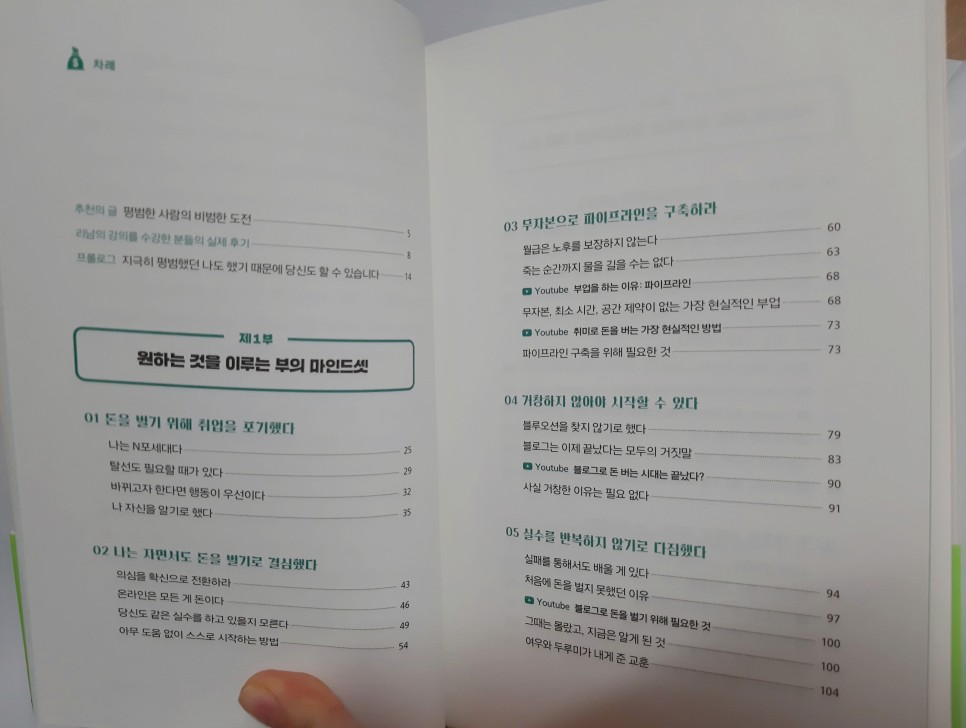 차례
추천의 글 평범한 사람의 비범한 도전 5
리남의 강의를 수강한 분들의 실제 후기 8
프롤로그 지극히 평범했던 나도 했기 때문에 당신도 할 수 있습니다 14
제1부
원하는 것을 이루는 부의 마인드셋
01 돈을 벌기 위해 취업을 포기했다
나는 N포세대다 25
탈선도 필요할 때가 있다 29
바뀌고자 한다면 행동이 우선이다 32
나 자신을 알기로 했다 35
02 나는 자면서도 돈을 벌기로 결심했다
의심을 확신으로 전환하라 43
온라인은 모든 게 돈이다 46
당신도 같은 실수를 하고 있을지 모른다 49
아무 도움 없이 스스로 시작하는 방법 54
03 무자본으로 파이프라인을 구축하라
월급은 노후를 보장하지 않는다 60
죽는 순간까지 물을 길을 수는 없다 63
Youtube 부업을 하는 이유: 파이프라인 68
무자본, 최소 시간, 공간 제약이 없는 가장 현실적인 부업 68
Youtube 취미로 돈을 버는 가장 현실적인 방법 73
파이프라인 구축을 위해 필요한 것 73
04 거창하지 않아야 시작할 수 있다
블루오션을 찾지 않기로 했다 79
블로그는 이제 끝났다는 모두의 거짓말 83
Youtube 블로그로 돈 버는 시대는 끝났다? 90
사실 거창한 이유는 필요 없다 91
05 실수를 반복하지 않기로 다짐했다
실패를 통해서도 배울 게 있다 94
처음에 돈을 벌지 못했던 이유 97
Youtube 블로그로 돈을 벌기 위해 필요한 것 100
그때는 몰랐고, 지금은 알게 된 것 100
여우와 두루미가 내게 준 교훈 104